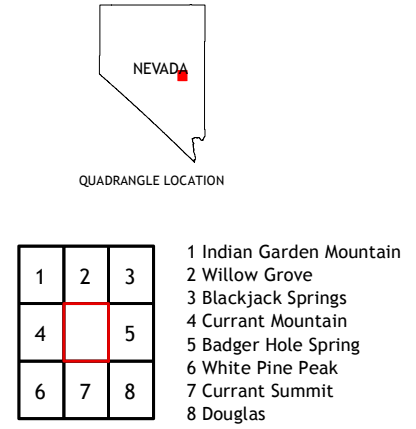 NEVADA
QUADRANGLE LOCATION
1 2 3
4 5
6 7 8
1 Indian Garden Mountain
2 Willow Grove
3 Blackjack Springs
4 Currant Mountain
5 Badger Hole Spring
6 White Pine Peak
7 Currant Summit
8 Douglas